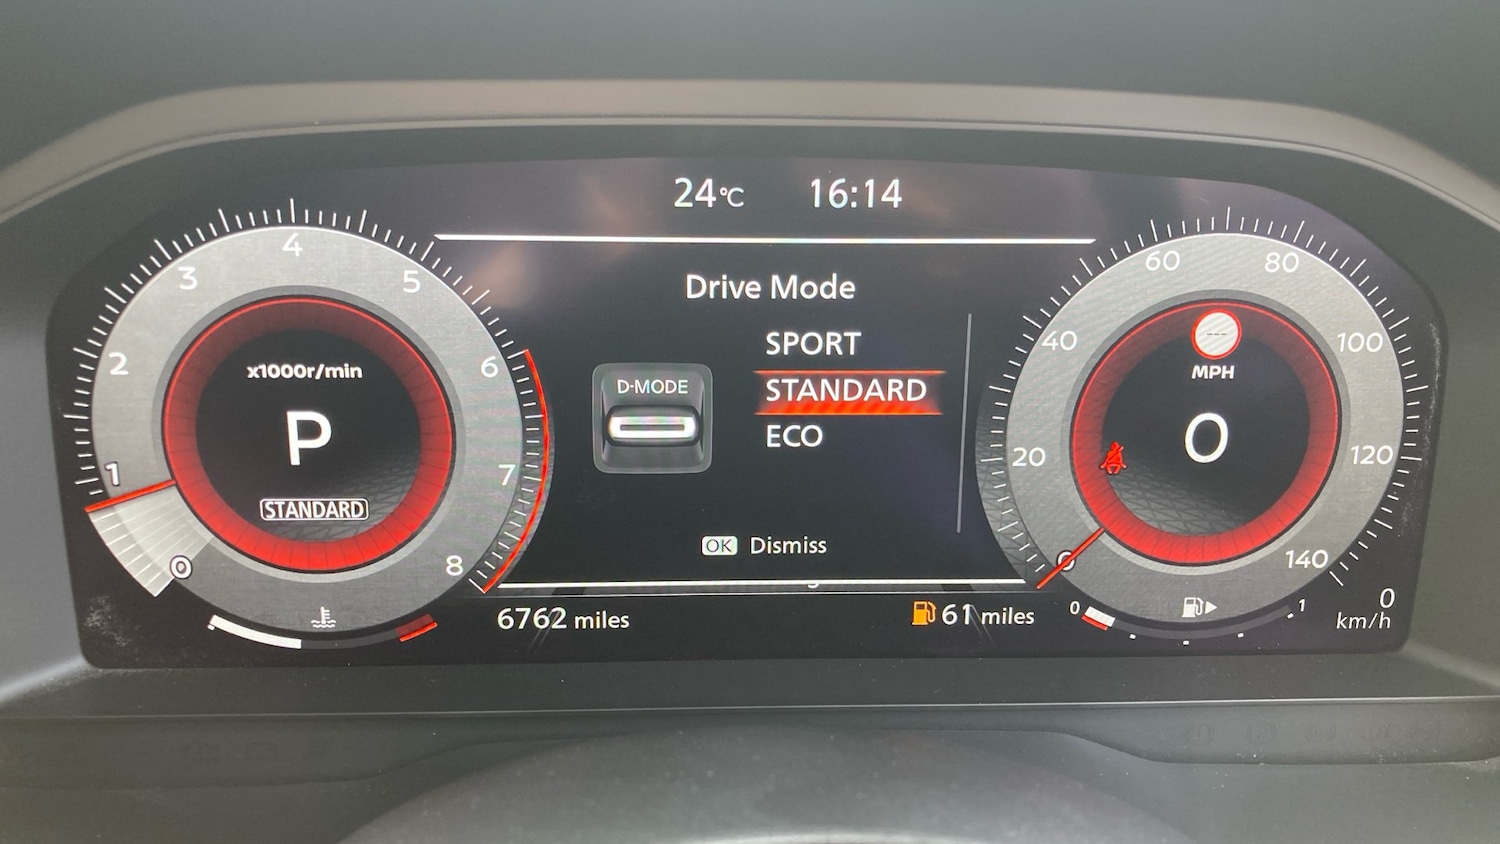 24°C 16:14
Drive Mode
D-MODE
SPORT
STANDARD
ECO
OK Dismiss
6762 miles
61 miles
0
1
2
3
4
5
6
7
8
x1000r/min
P
STANDARD
20
40
60
80
100
120
140
---
MPH
0
0
1
0
km/h